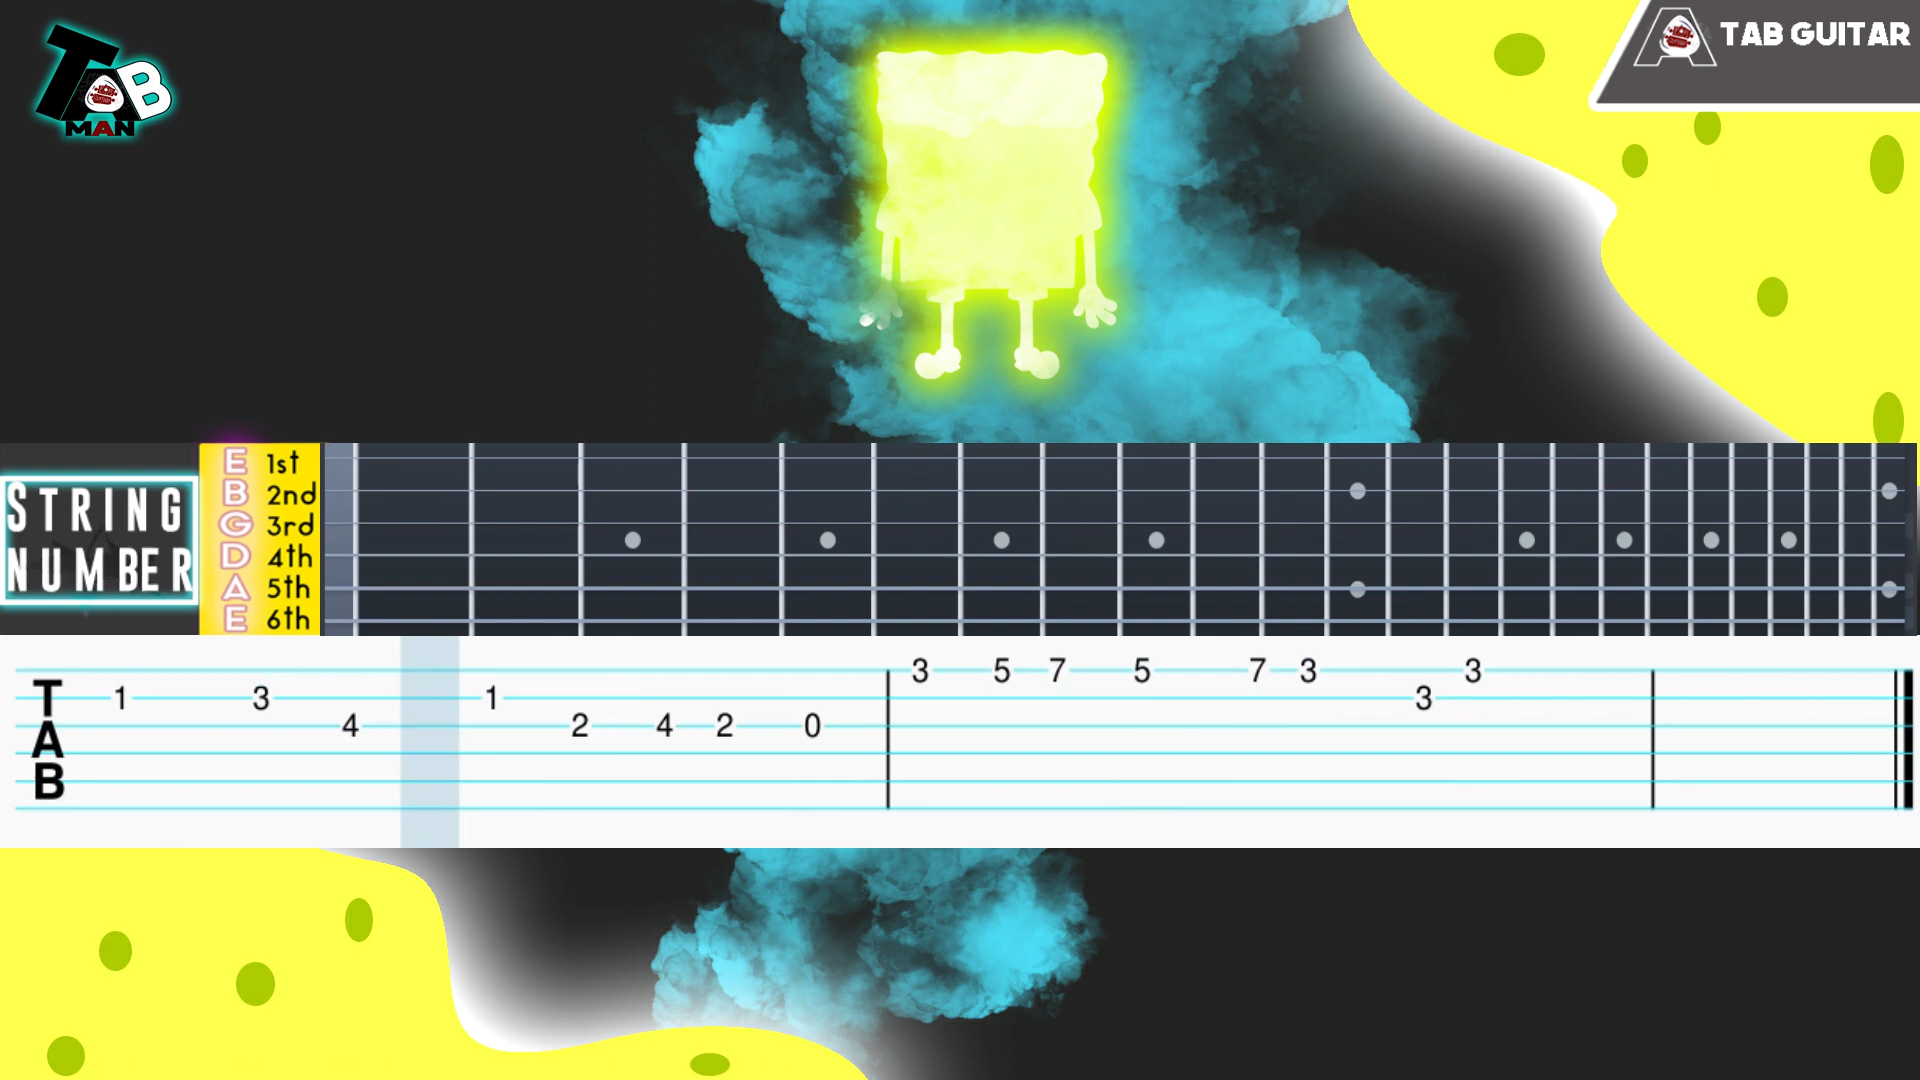 TAB
MAN
A TAB GUITAR
STRING
NUMBER
E 1st
B 2nd
G 3rd
D 4th
A 5th
E 6th
3 5 7 5 7 3 3
T 1 3 1 3
4 2 4 2 0
A
B